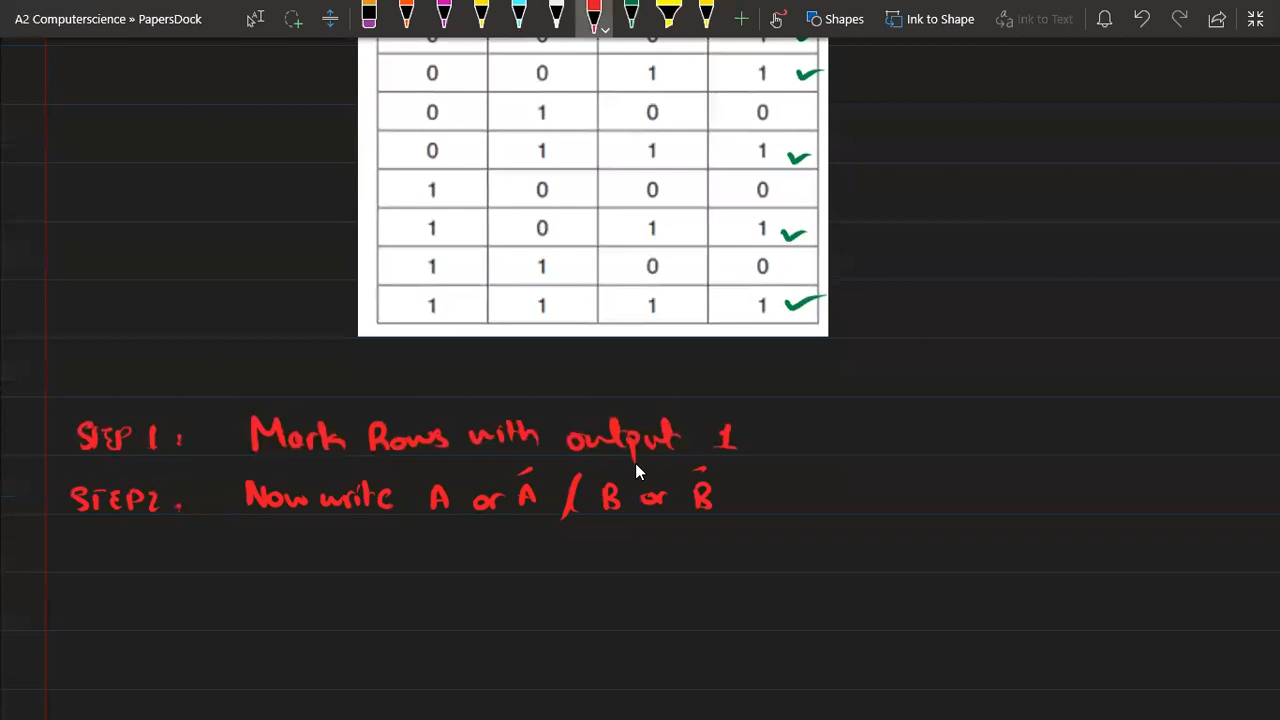 A2 Computerscience » PapersDock
Shapes
Ink to Shape
Ink to Text
0 0 1 1
0 1 0 0
0 1 1 1
1 0 0 0
1 0 1 1
1 1 0 0
1 1 1 1
STEP 1: Mark Rows with output 1
STEP2. Now write A or Ā / B or B̄